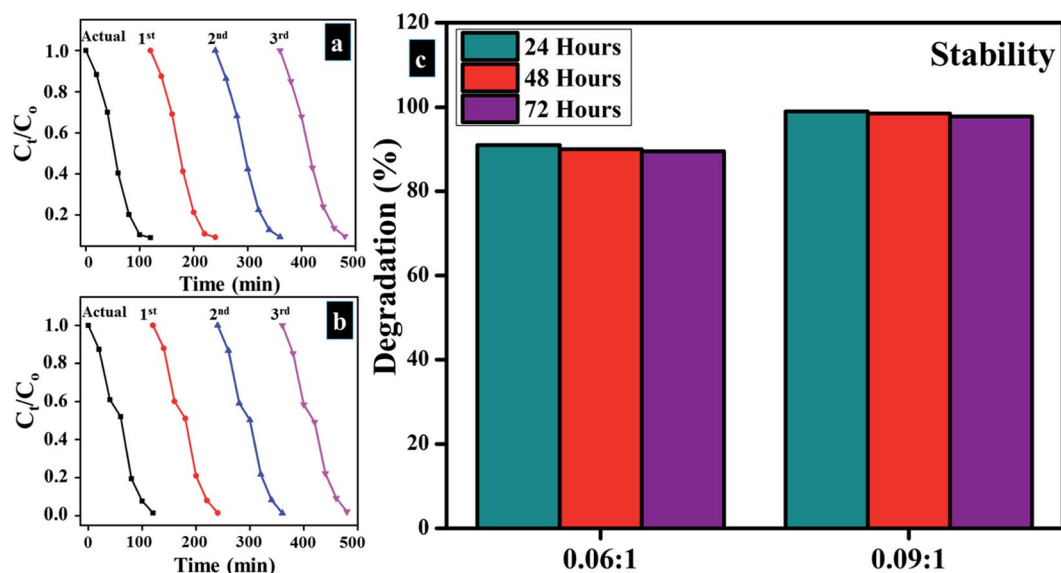 a
Actual 1st 2nd 3rd
1.0
0.8
0.6
0.4
0.2
Ct/Co
0 100 200 300 400 500
Time (min)
b
Actual 1st 2nd 3rd
1.0
0.8
0.6
0.4
0.2
0.0
Ct/Co
0 100 200 300 400 500
Time (min)
c
24 Hours
48 Hours
72 Hours
Stability
120
100
80
60
40
20
0
Degradation (%)
0.06:1 0.09:1